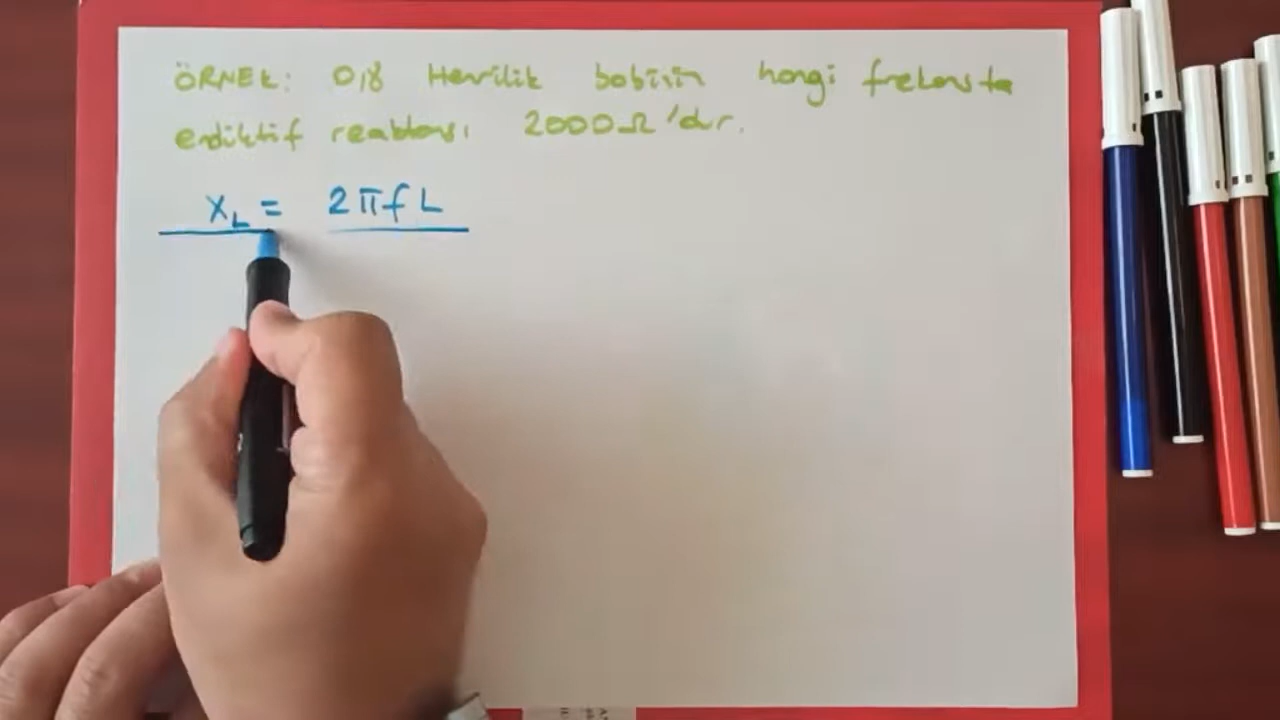 ÖRNEK: 0,8 Henrilik bobinin hangi frekansta
endüktif reaktansı 2000Ω'dur.
X_L = 2πfL